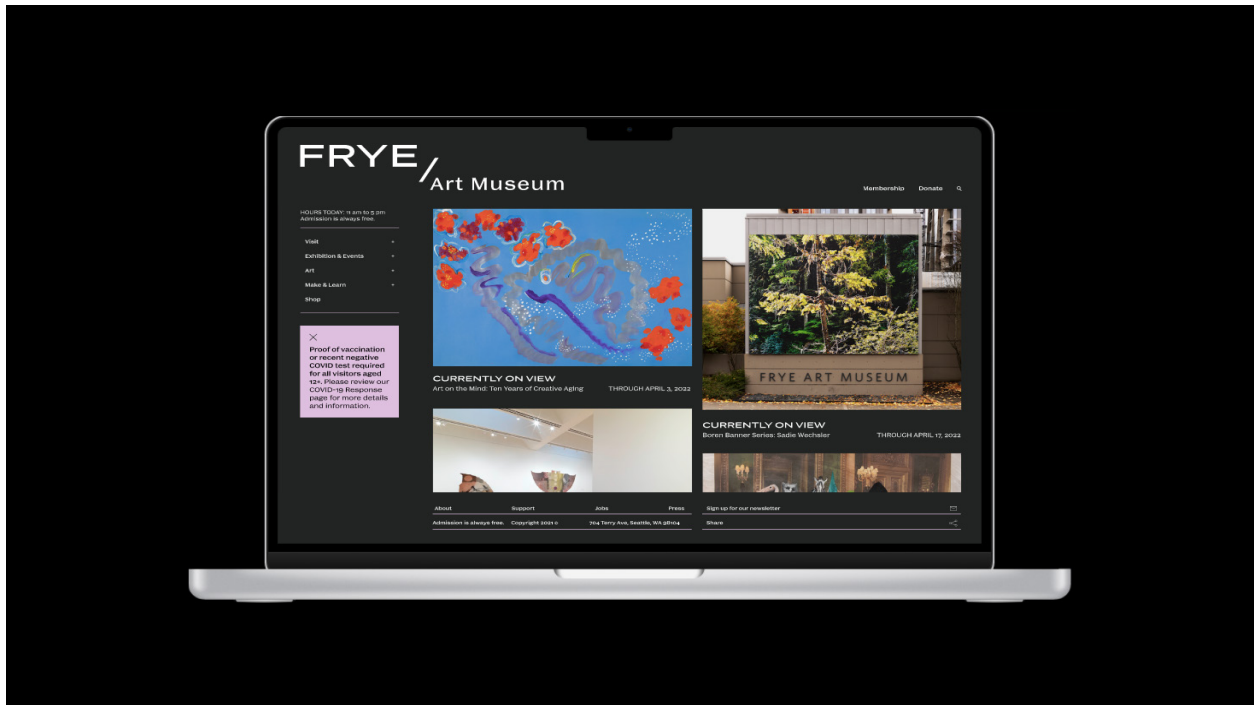 FRYE
Art Museum
Membership Donate
HOURS TODAY: 11 am to 5 pm
Admission is always free.
Visit +
Exhibition & Events +
Art +
Make & Learn +
Shop
Proof of vaccination
or recent negative
COVID test required
for all visitors aged
12+. Please review our
COVID-19 Response
page for more details
and information.
CURRENTLY ON VIEW
Art on the Mind: Ten Years of Creative Aging THROUGH APRIL 3, 2022
FRYE ART MUSEUM
CURRENTLY ON VIEW
Boren Banner Series: Sadie Wechsler THROUGH APRIL 17, 2022
About Support Jobs Press
Admission is always free. Copyright 2021 © 704 Terry Ave, Seattle, WA 98104
Sign up for our newsletter
Share